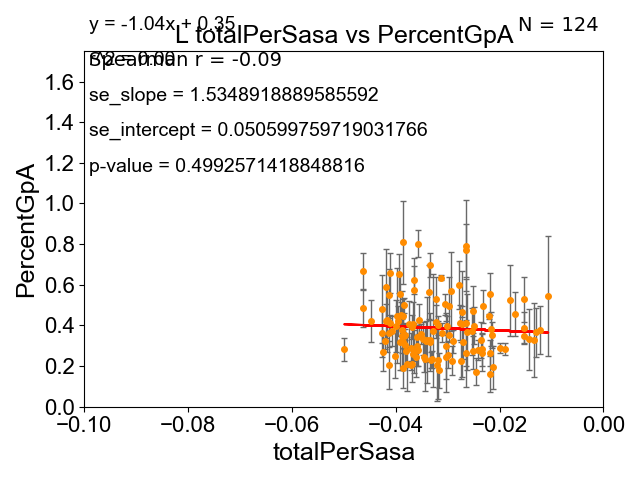 y = -1.04x + 0.35
N = 124
L totalPerSasa vs PercentGpA
Spearman r = -0.09
se_slope = 1.5348918889585592
se_intercept = 0.050599759719031766
p-value = 0.4992571418848816
PercentGpA
1.6
1.4
1.2
1.0
0.8
0.6
0.4
0.2
0.0
−0.10
−0.08
−0.06
−0.04
−0.02
0.00
totalPerSasa